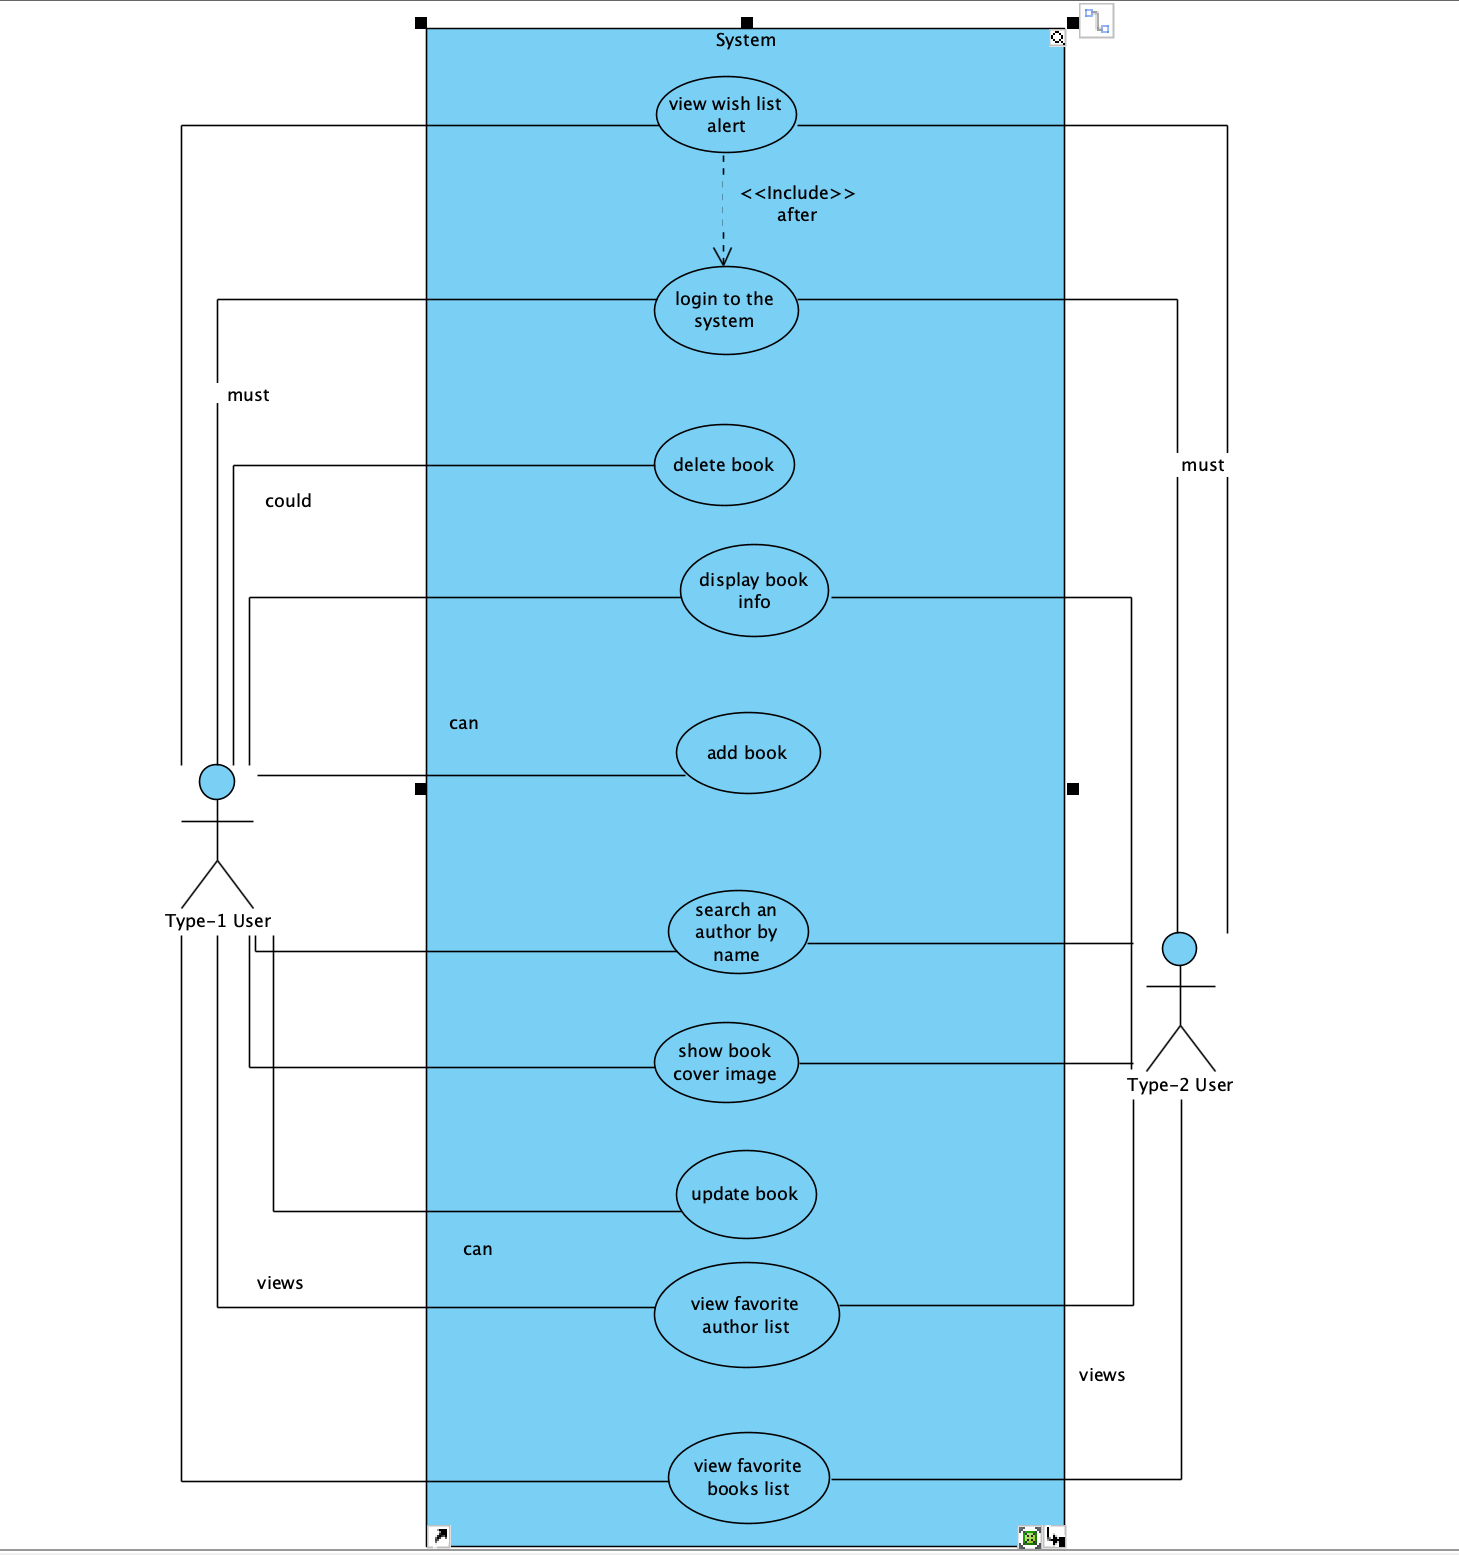 System
view wish list
alert
<<Include>>
after
login to the
system
must
delete book
must
could
display book
info
can
add book
search an
author by
name
Type-1 User
show book
cover image
Type-2 User
update book
can
views
view favorite
author list
views
view favorite
books list